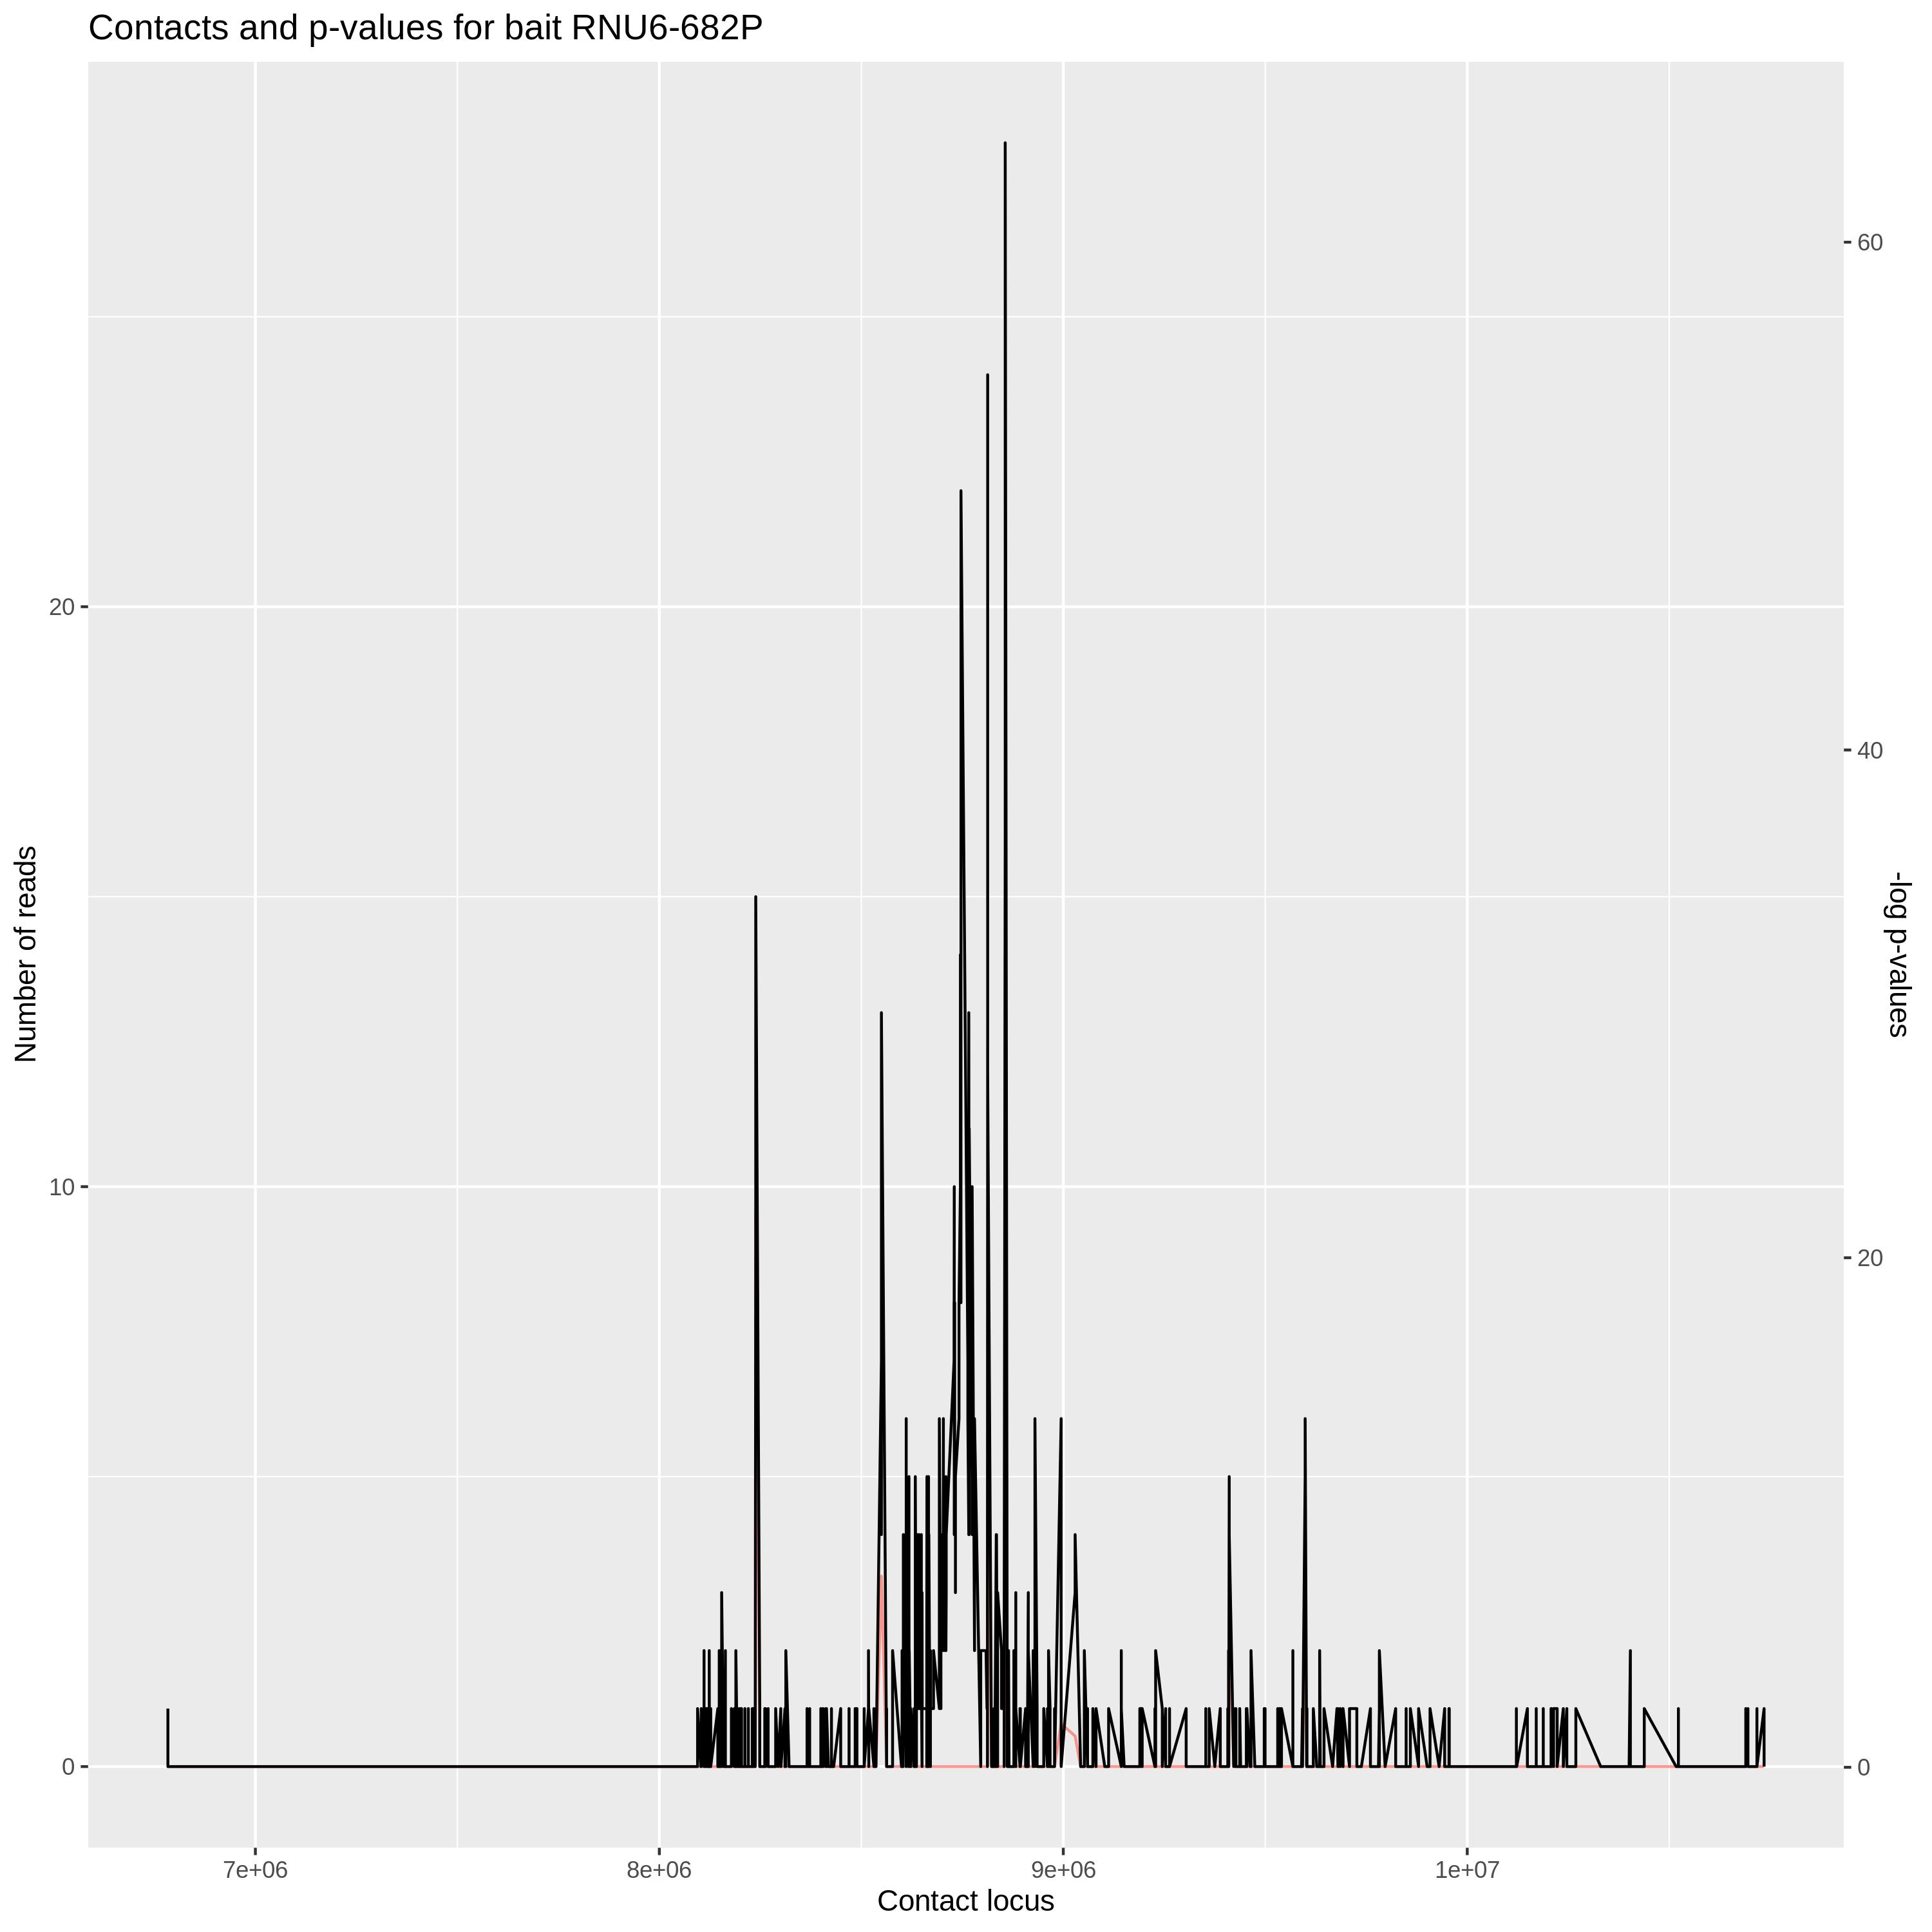 Contacts and p-values for bait RNU6-682P
60
20
40
Number of reads
-log p-values
10
20
0
0
7e+06
8e+06
9e+06
1e+07
Contact locus